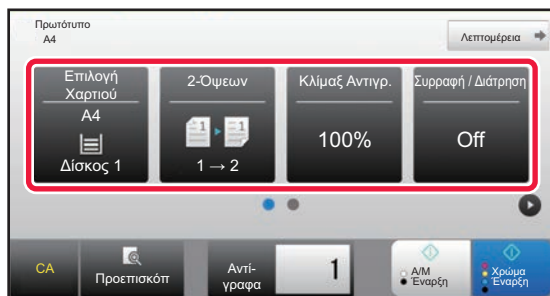 Πρωτότυπο
A4
Λεπτομέρεια
Επιλογή
Χαρτιού
A4
Δίσκος 1
2-Όψεων
1 → 2
Κλίμαξ Αντιγρ.
100%
Συρραφή / Διάτρηση
Off
CA
Προεπισκόπ
Αντί-
γραφα
1
Α/Μ
Έναρξη
Χρώμα
Έναρξη